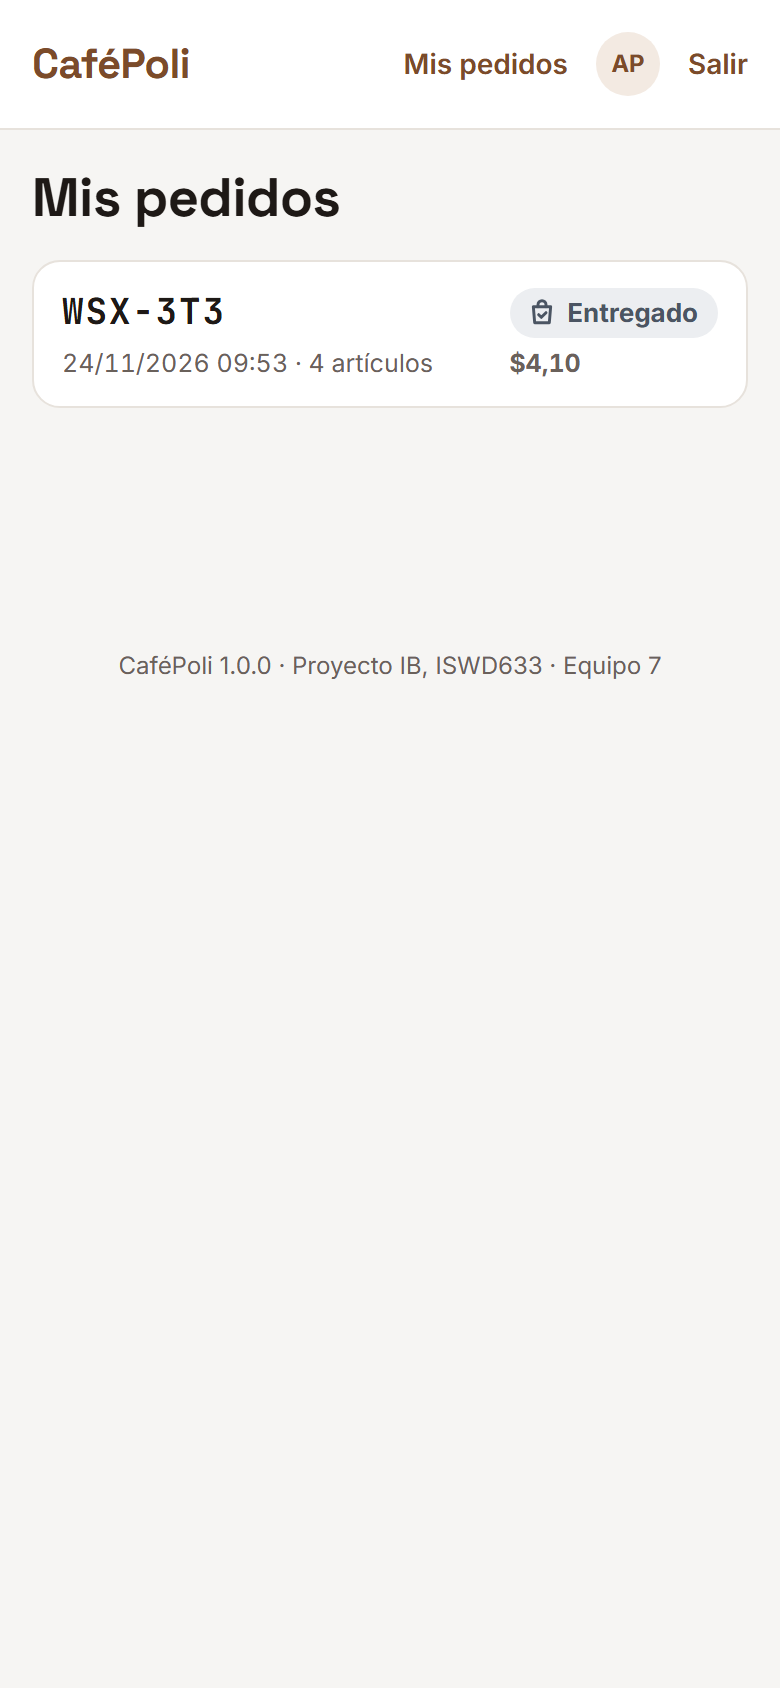 CaféPoli Mis pedidos AP Salir
Mis pedidos
WSX-3T3 Entregado
24/11/2026 09:53 · 4 artículos $4,10
CaféPoli 1.0.0 · Proyecto IB, ISWD633 · Equipo 7